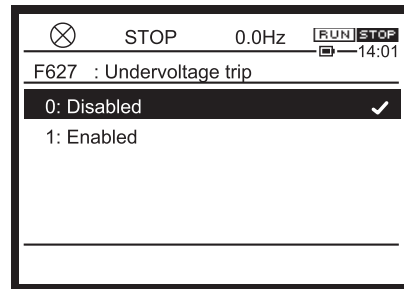 STOP 0.0Hz RUN STOP
14:01
F627 : Undervoltage trip
0: Disabled
1: Enabled